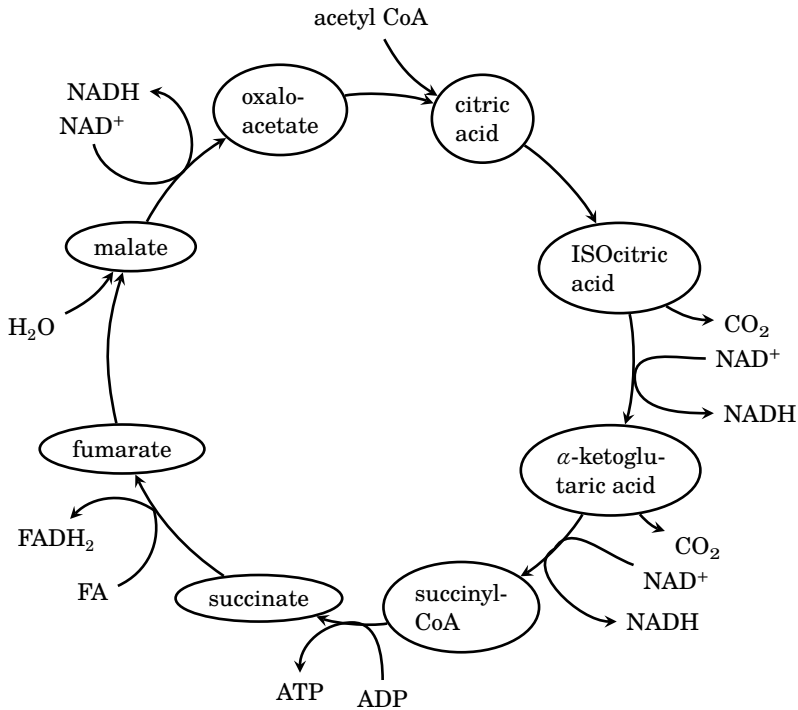 acetyl CoA
NADH
NAD⁺
oxalo-
acetate
citric
acid
malate
ISOcitric
acid
H₂O
CO₂
NAD⁺
NADH
fumarate
α-ketoglu-
taric acid
FADH₂
CO₂
FA
NAD⁺
succinate
succinyl-
CoA
NADH
ATP
ADP